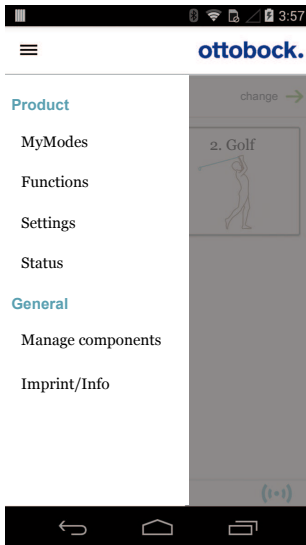 3:57
ottobock.
change
Product
MyModes
2. Golf
Functions
Settings
Status
General
Manage components
Imprint/Info